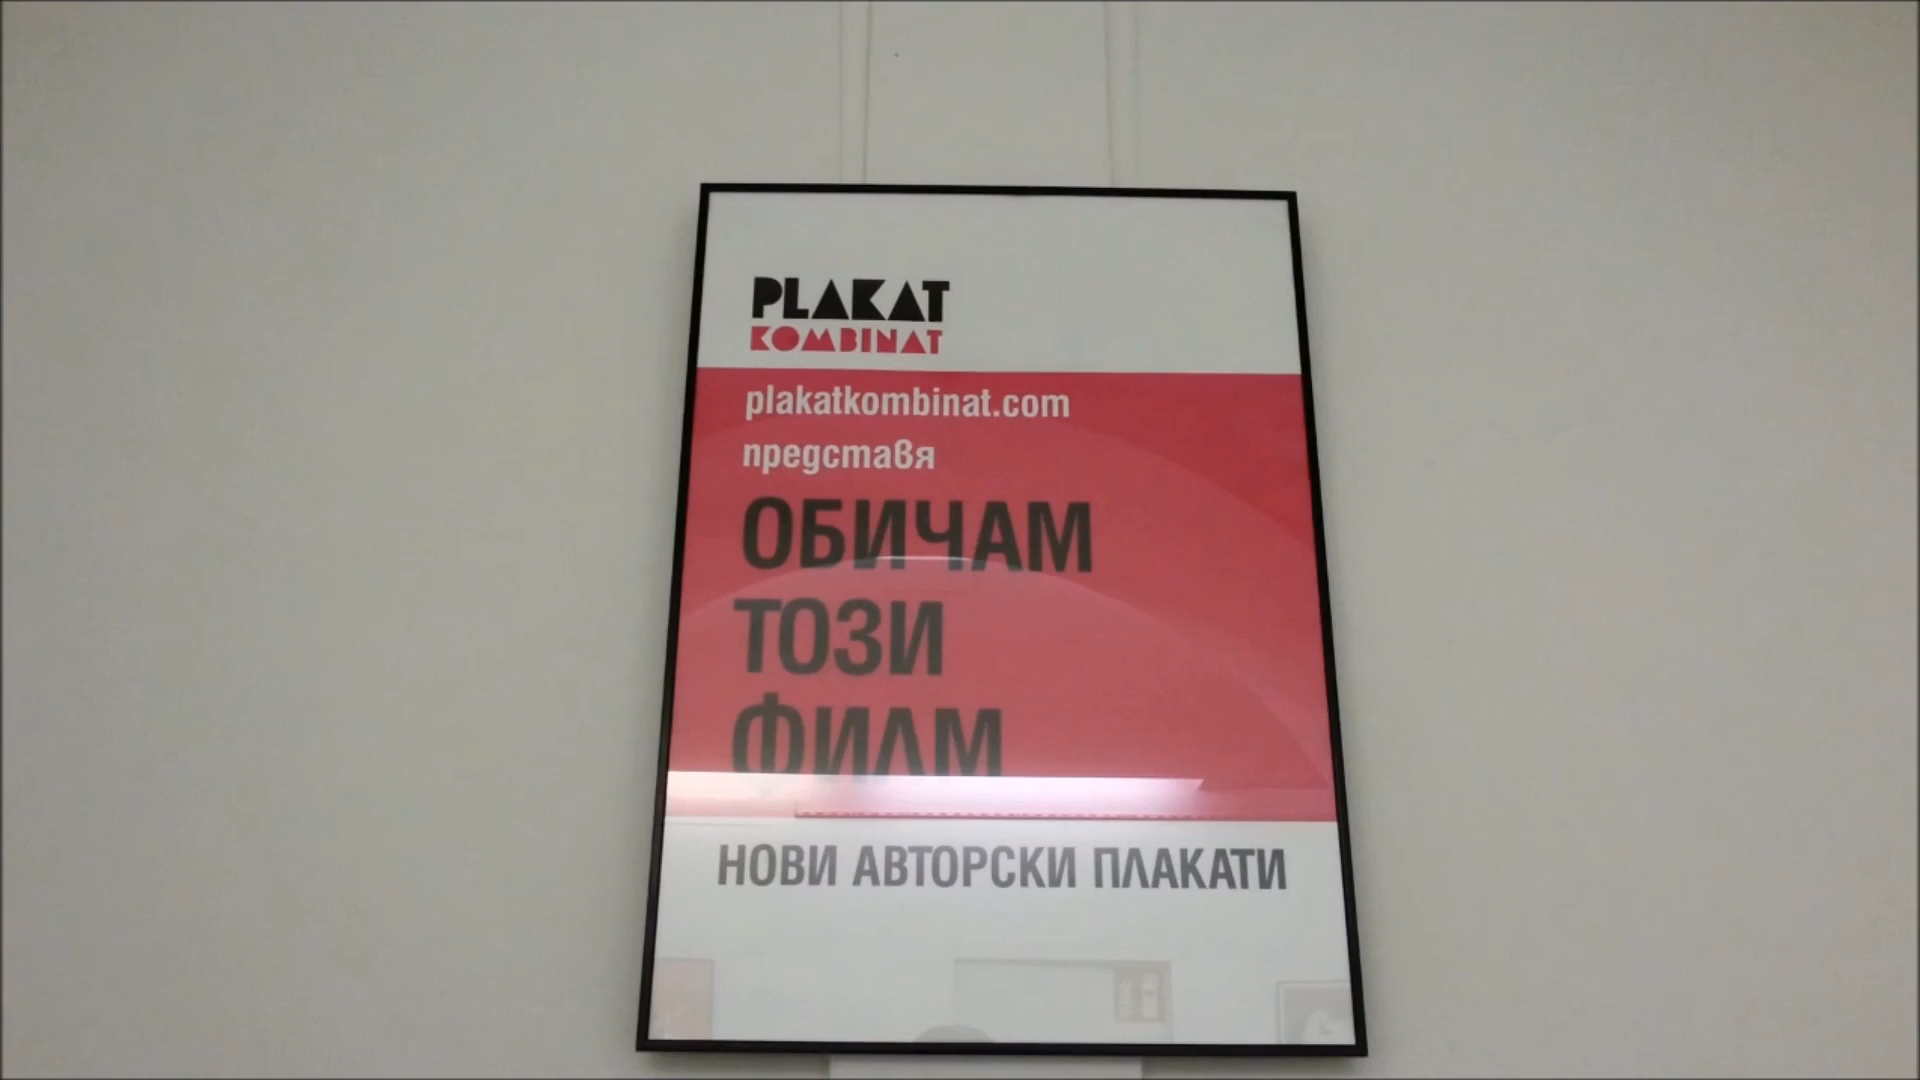 PLAKAT
KOMBINAT
plakatkombinat.com
представя
ОБИЧАМ
ТОЗИ
ФИЛМ
НОВИ АВТОРСКИ ПЛАКАТИ